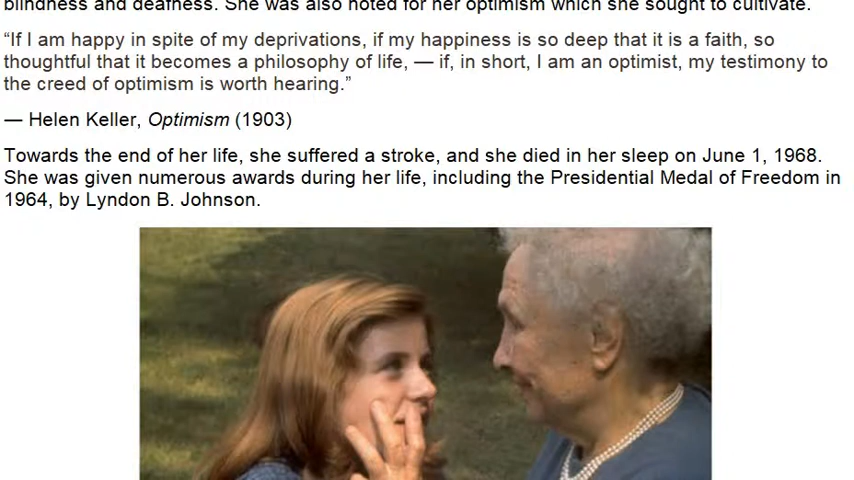 blindness and deafness. She was also noted for her optimism which she sought to cultivate.
“If I am happy in spite of my deprivations, if my happiness is so deep that it is a faith, so
thoughtful that it becomes a philosophy of life, — if, in short, I am an optimist, my testimony to
the creed of optimism is worth hearing.”
— Helen Keller, Optimism (1903)
Towards the end of her life, she suffered a stroke, and she died in her sleep on June 1, 1968.
She was given numerous awards during her life, including the Presidential Medal of Freedom in
1964, by Lyndon B. Johnson.